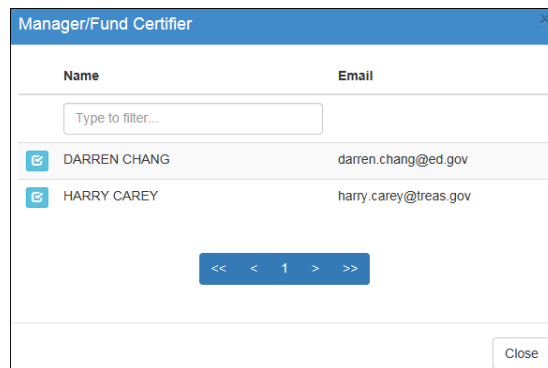 Manager/Fund Certifier ×
Name Email
Type to filter...
DARREN CHANG darren.chang@ed.gov
HARRY CAREY harry.carey@treas.gov
<< < 1 > >>
Close